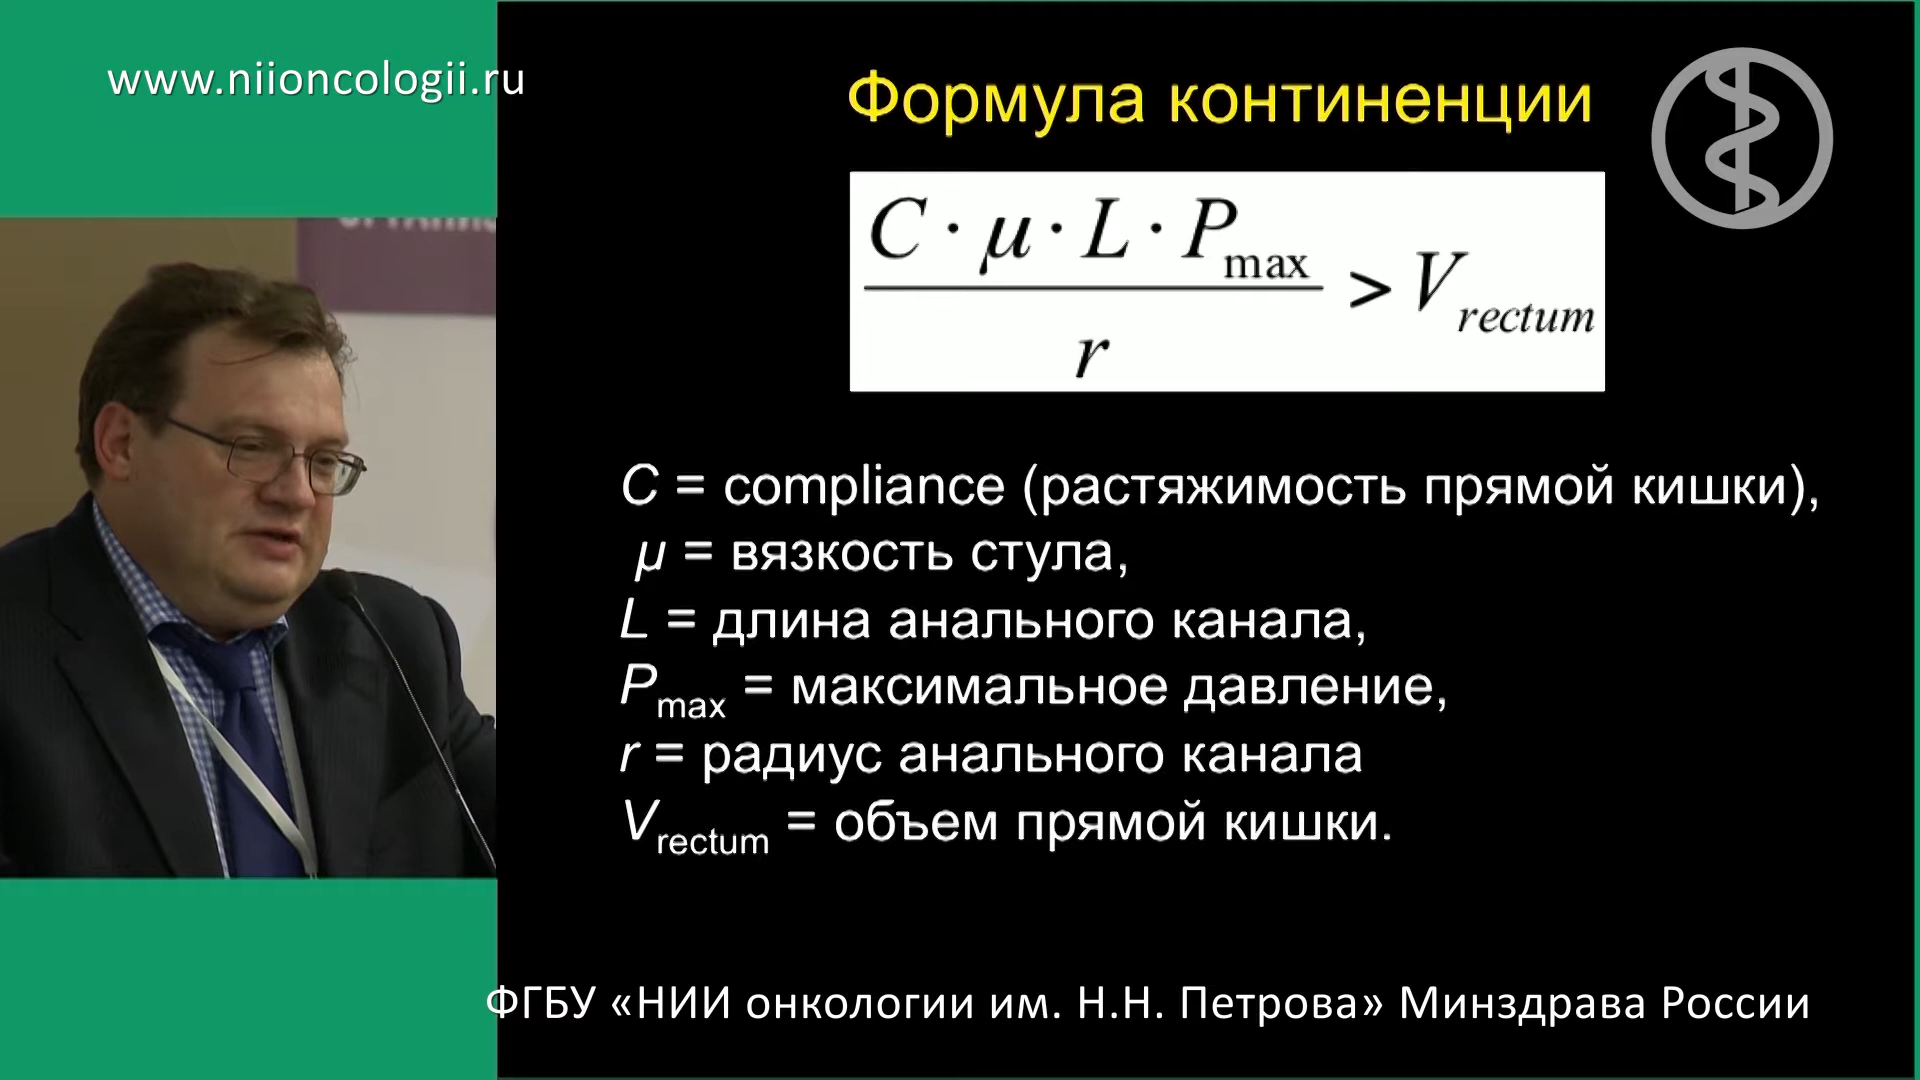 www.niioncologii.ru
Формула континенции
C · μ · L · Pmax
r
> Vrectum
C = compliance (растяжимость прямой кишки),
μ = вязкость стула,
L = длина анального канала,
Pmax = максимальное давление,
r = радиус анального канала
Vrectum = объем прямой кишки.
ФГБУ «НИИ онкологии им. Н.Н. Петрова» Минздрава России